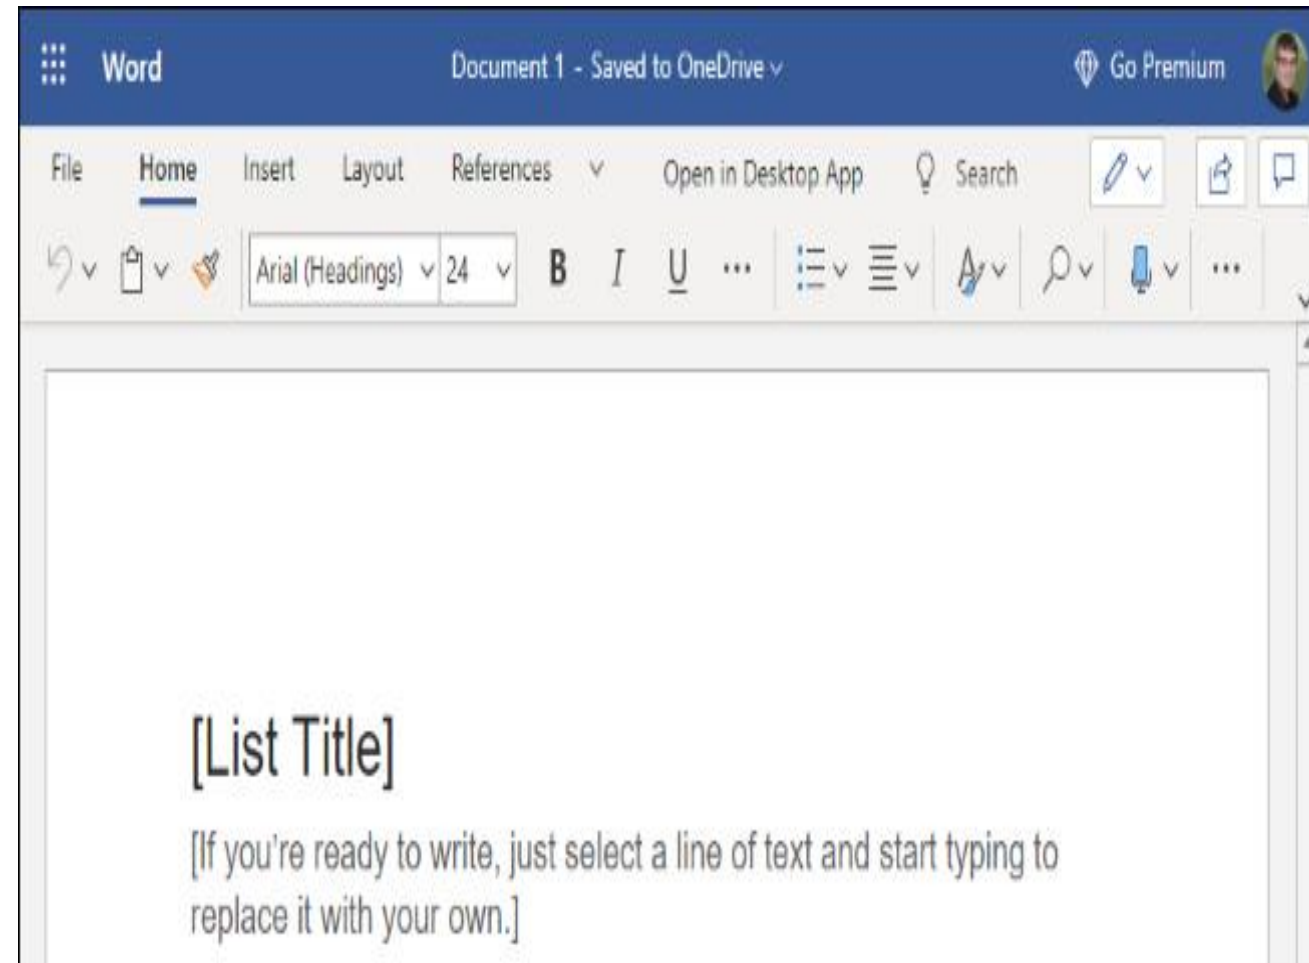 Word Document 1 - Saved to OneDrive Go Premium
File Home Insert Layout References Open in Desktop App Search
Arial (Headings) 24 B I U ...
[List Title]
[If you're ready to write, just select a line of text and start typing to
replace it with your own.]